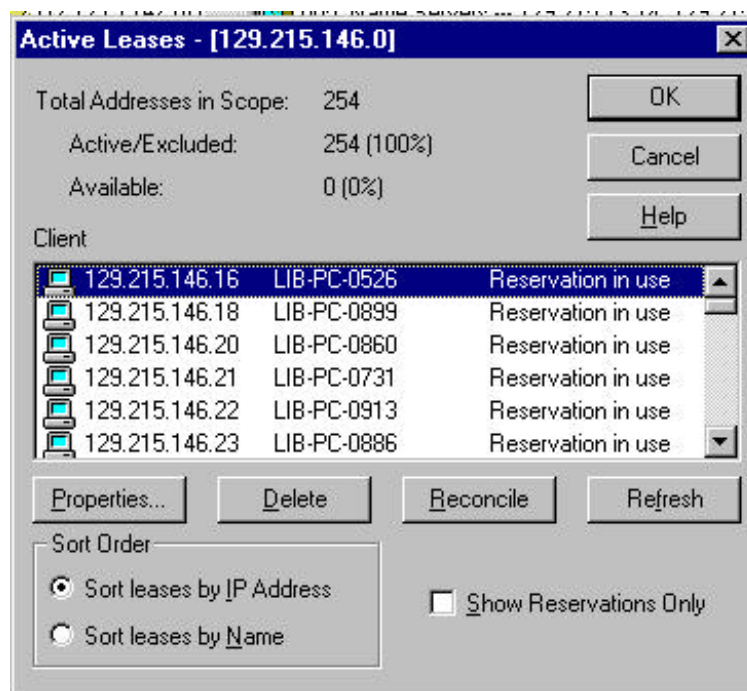 Active Leases - [129.215.146.0]
Total Addresses in Scope: 254
Active/Excluded: 254 (100%)
Available: 0 (0%)
OK
Cancel
Help
Client
129.215.146.16 LIB-PC-0526 Reservation in use
129.215.146.18 LIB-PC-0899 Reservation in use
129.215.146.20 LIB-PC-0860 Reservation in use
129.215.146.21 LIB-PC-0731 Reservation in use
129.215.146.22 LIB-PC-0913 Reservation in use
129.215.146.23 LIB-PC-0886 Reservation in use
Properties... Delete Reconcile Refresh
Sort Order
Sort leases by IP Address
Sort leases by Name
Show Reservations Only